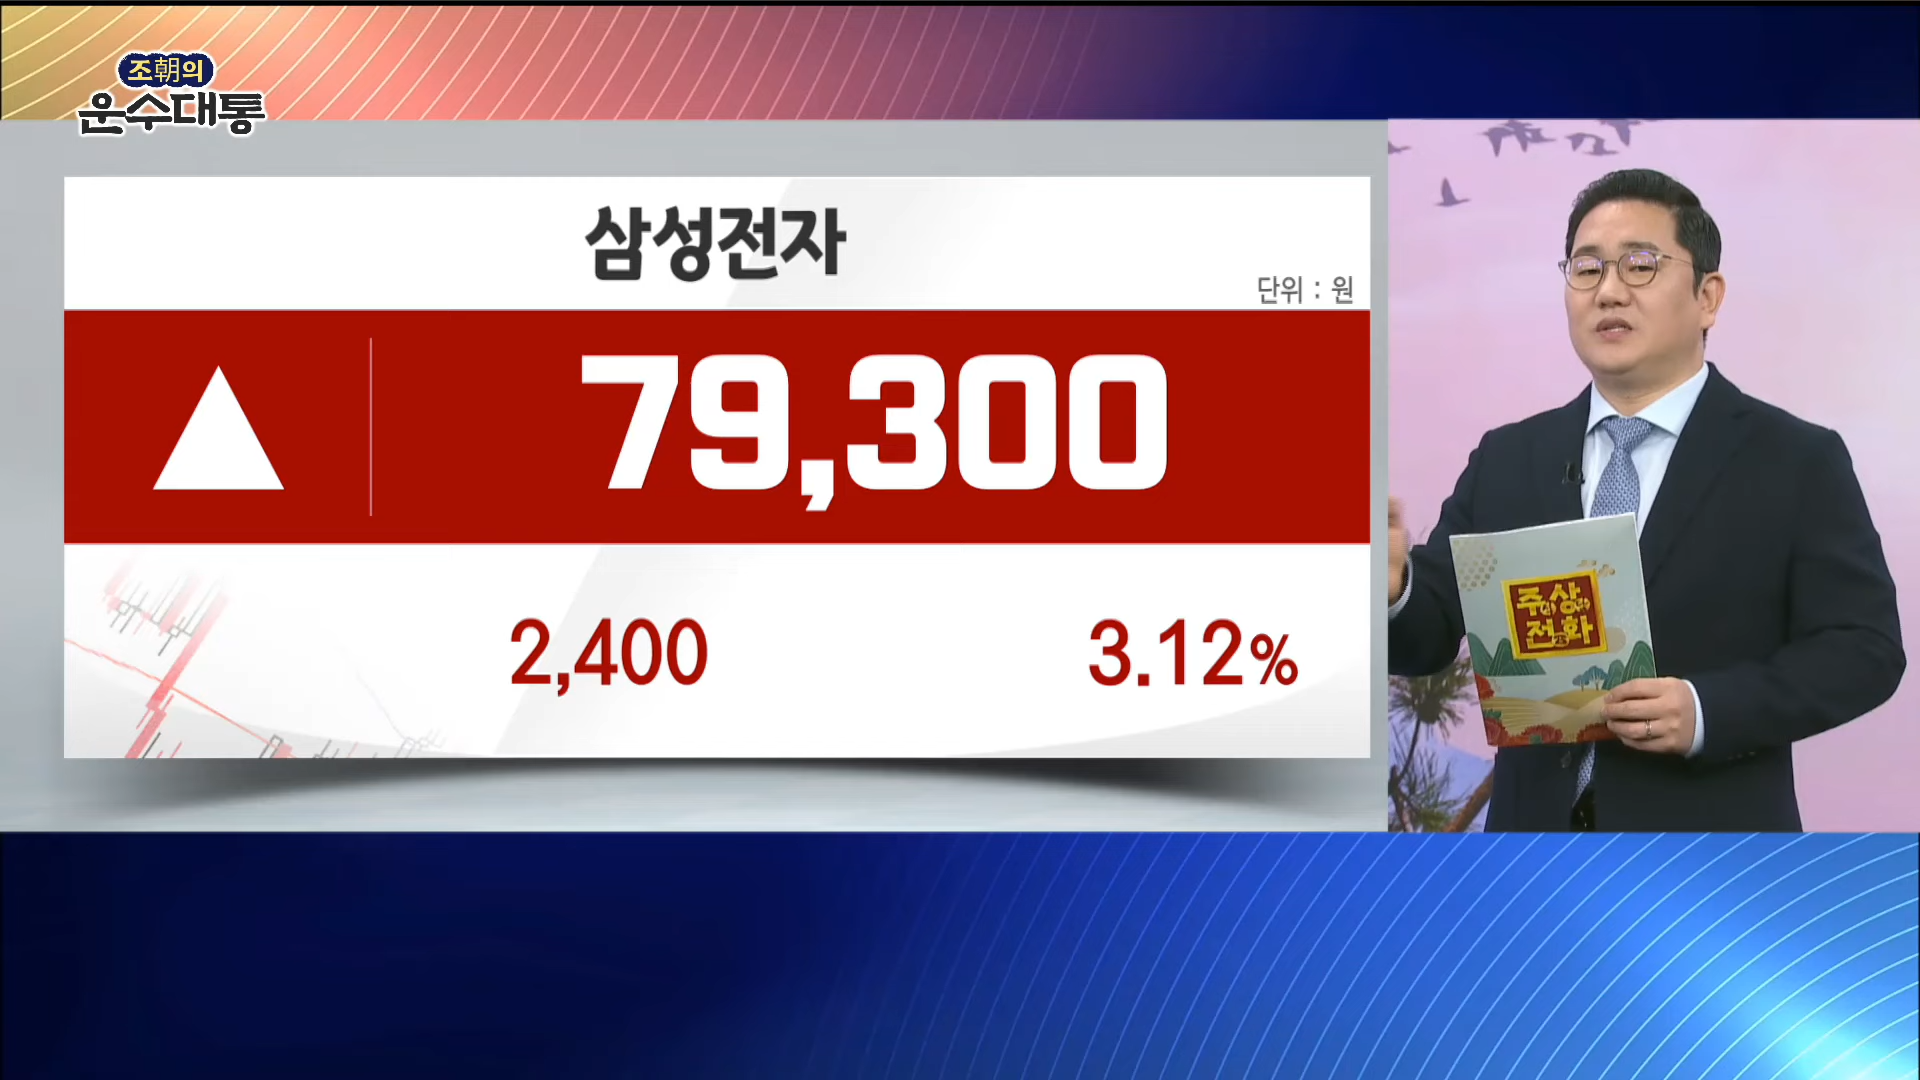 조朝의
운수대통
삼성전자
단위 : 원
▲ 79,300
2,400 3.12%
주상
전화